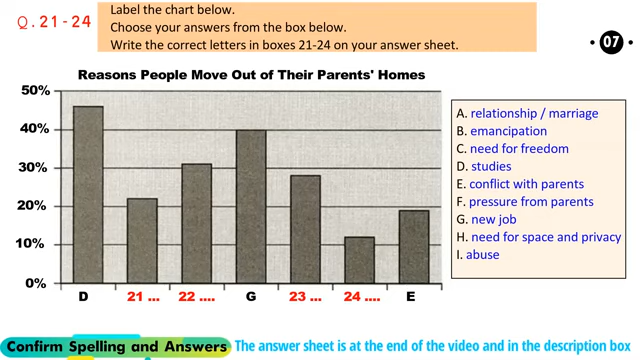 Q.21-24
Label the chart below.
Choose your answers from the box below.
Write the correct letters in boxes 21-24 on your answer sheet.
• 07 •
Reasons People Move Out of Their Parents' Homes
50%
40%
30%
20%
10%
0%
D 21 ... 22 .... G 23 ... 24 .... E
A. relationship / marriage
B. emancipation
C. need for freedom
D. studies
E. conflict with parents
F. pressure from parents
G. new job
H. need for space and privacy
I. abuse
Confirm Spelling and Answers The answer sheet is at the end of the video and in the description box